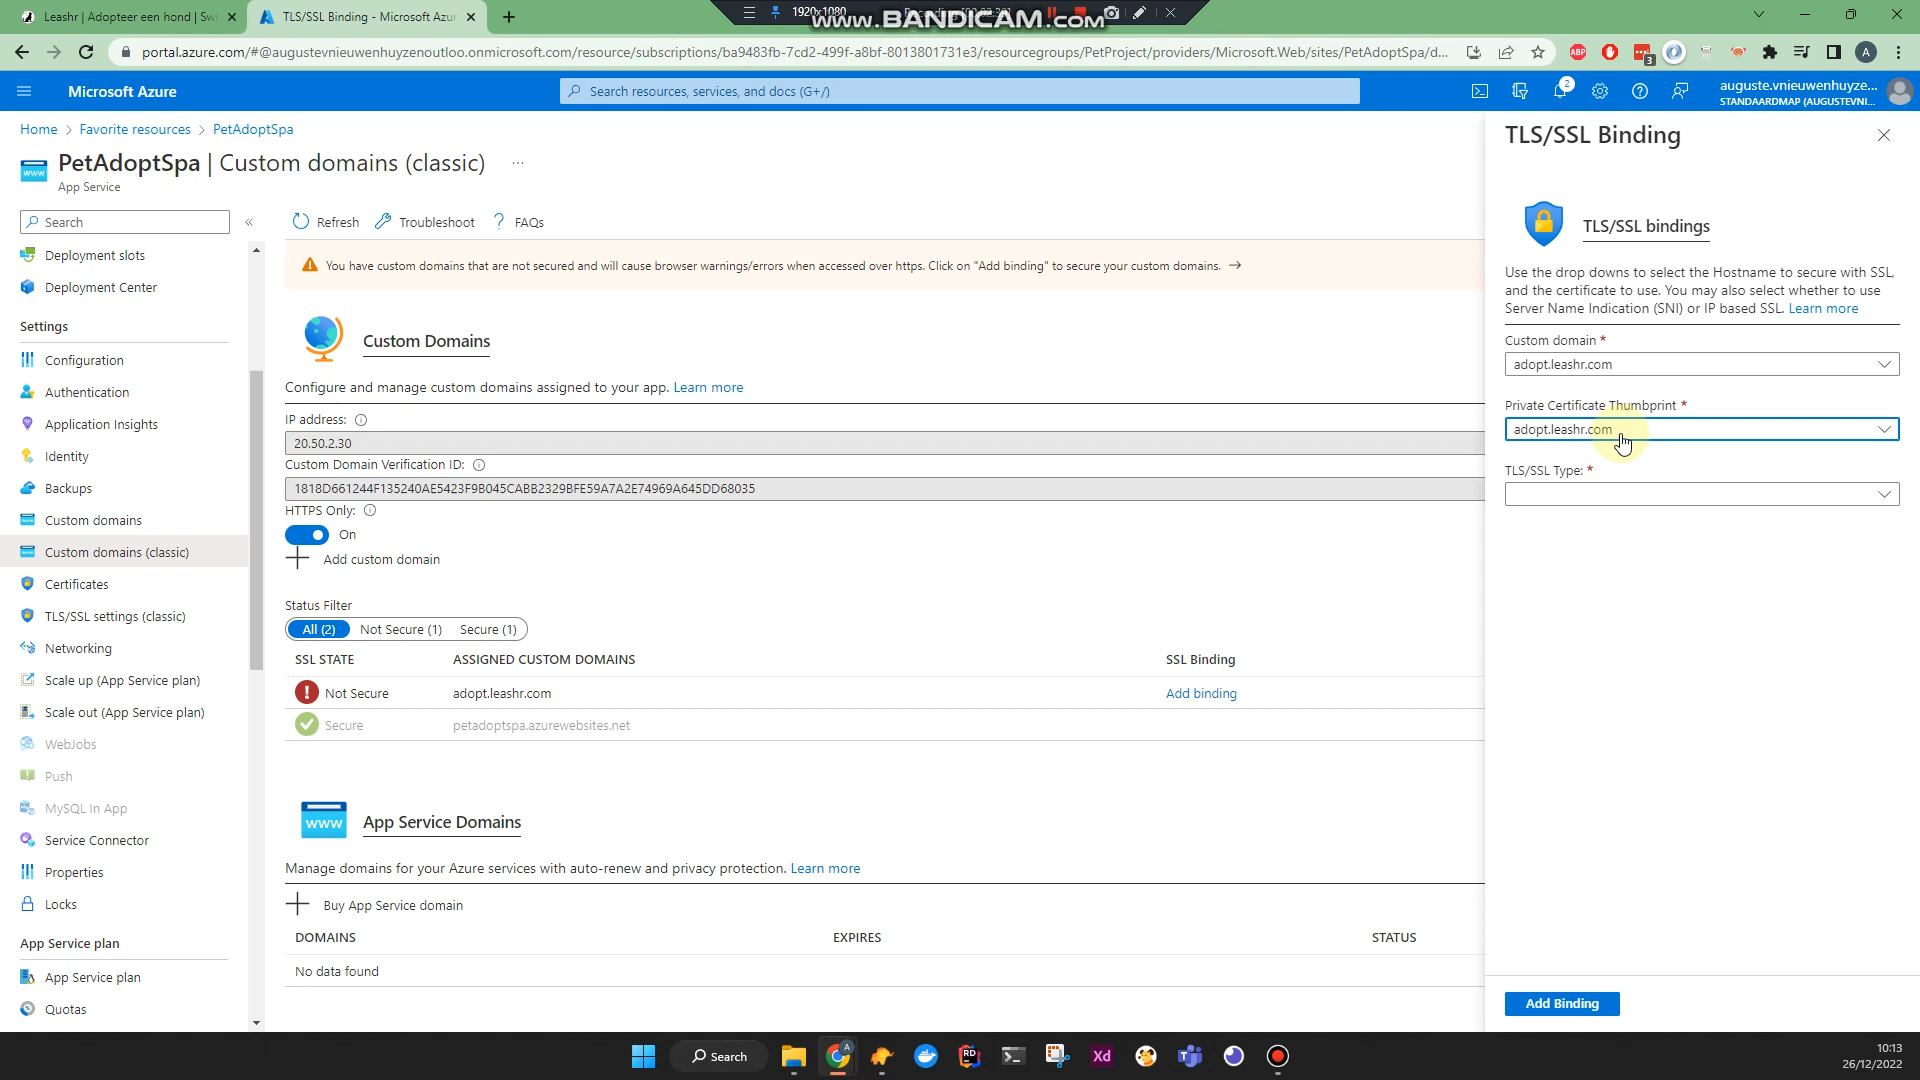 Leashr | Adopteer een hond | Swi
TLS/SSL Binding - Microsoft Azur
1920x1080
www.BANDICAM.com
portal.azure.com/#@augustevnieuwenhuyzenoutloo.onmicrosoft.com/resource/subscriptions/ba9483fb-7cd2-499f-a8bf-8013801731e3/resourcegroups/PetProject/providers/Microsoft.Web/sites/PetAdoptSpa/d...
ABP
3
A
Microsoft Azure
Search resources, services, and docs (G+/)
2
auguste.vnieuwenhuyze...
STANDAARDMAP (AUGUSTEVNI...
Home > Favorite resources > PetAdoptSpa
PetAdoptSpa | Custom domains (classic) ...
App Service
Search
«
Deployment slots
Deployment Center
Settings
Configuration
Authentication
Application Insights
Identity
Backups
Custom domains
Custom domains (classic)
Certificates
TLS/SSL settings (classic)
Networking
Scale up (App Service plan)
Scale out (App Service plan)
WebJobs
Push
MySQL In App
Service Connector
Properties
Locks
App Service plan
App Service plan
Quotas
Refresh
Troubleshoot
? FAQs
You have custom domains that are not secured and will cause browser warnings/errors when accessed over https. Click on "Add binding" to secure your custom domains. →
Custom Domains
Configure and manage custom domains assigned to your app. Learn more
IP address:
20.50.2.30
Custom Domain Verification ID:
1818D661244F135240AE5423F9B045CABB2329BFE59A7A2E74969A645DD68035
HTTPS Only:
On
Add custom domain
Status Filter
All (2) Not Secure (1) Secure (1)
SSL STATE ASSIGNED CUSTOM DOMAINS SSL Binding
Not Secure adopt.leashr.com Add binding
Secure petadoptspa.azurewebsites.net
www
App Service Domains
Manage domains for your Azure services with auto-renew and privacy protection. Learn more
Buy App Service domain
DOMAINS EXPIRES STATUS
No data found
TLS/SSL Binding
TLS/SSL bindings
Use the drop downs to select the Hostname to secure with SSL,
and the certificate to use. You may also select whether to use
Server Name Indication (SNI) or IP based SSL. Learn more
Custom domain *
adopt.leashr.com
Private Certificate Thumbprint *
adopt.leashr.com
TLS/SSL Type: *
Add Binding
Search
A
RD
Xd
10:13
26/12/2022